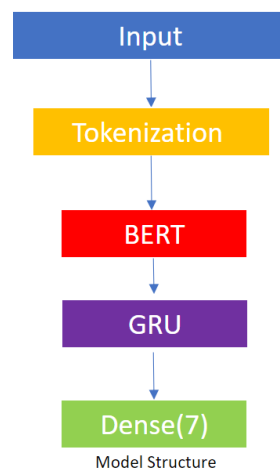 Input
Tokenization
BERT
GRU
Dense(7)
Model Structure